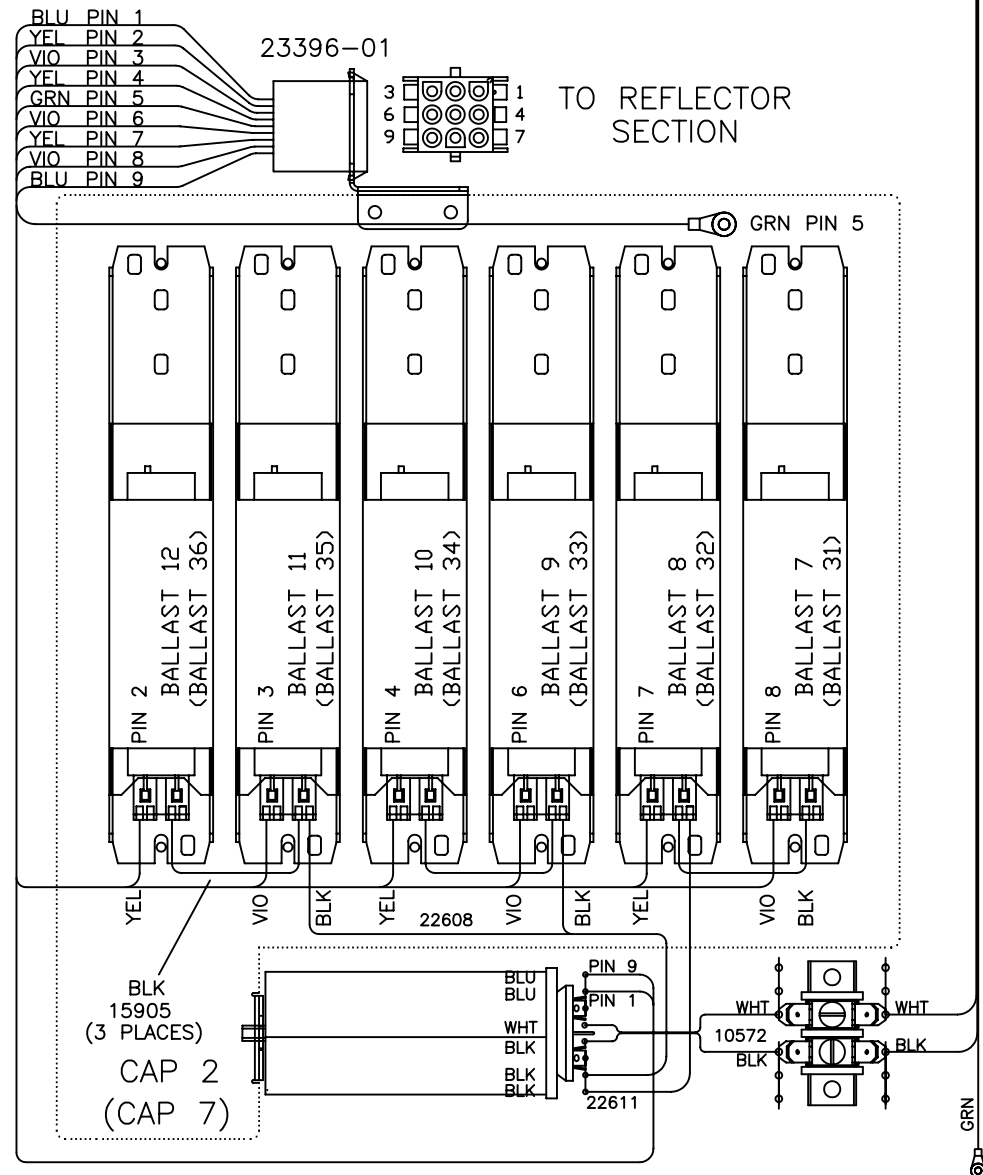 BLU PIN 1
YEL PIN 2
VIO PIN 3
YEL PIN 4
GRN PIN 5
VIO PIN 6
YEL PIN 7
VIO PIN 8
BLU PIN 9
23396-01
3 1
6 4
9 7
TO REFLECTOR
SECTION
GRN PIN 5
PIN 2
BALLAST 12
(BALLAST 36)
PIN 3
BALLAST 11
(BALLAST 35)
PIN 4
BALLAST 10
(BALLAST 34)
PIN 6
BALLAST 9
(BALLAST 33)
PIN 7
BALLAST 8
(BALLAST 32)
PIN 8
BALLAST 7
(BALLAST 31)
YEL
VIO
BLK
YEL
22608
VIO
BLK
YEL
VIO
BLK
BLK
15905
(3 PLACES)
CAP 2
(CAP 7)
BLU
BLU
WHT
BLK
BLK
BLK
PIN 9
PIN 1
22611
WHT
10572
BLK
WHT
BLK
GRN